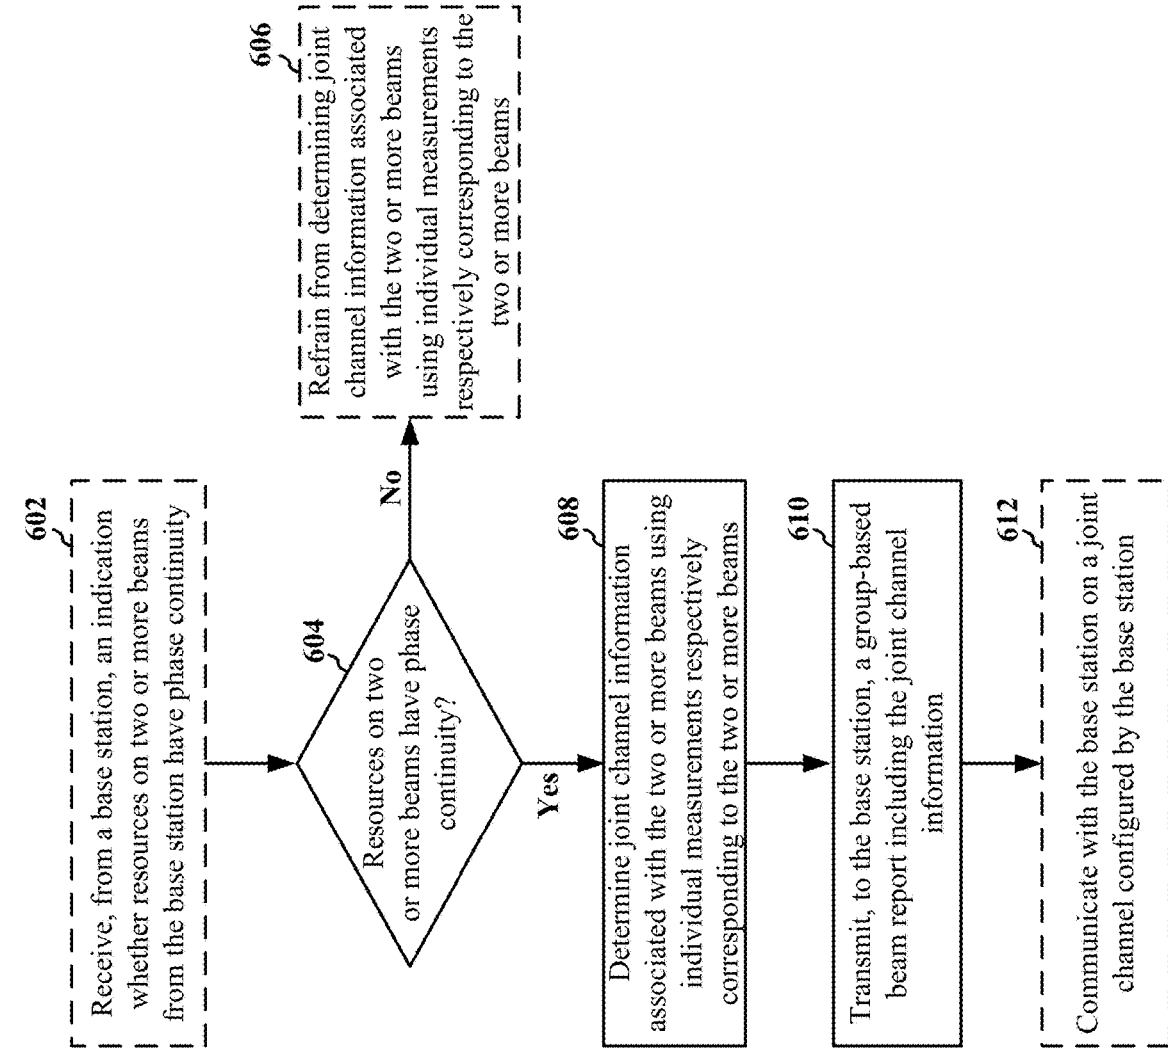 602
Receive, from a base station, an indication
whether resources on two or more beams
from the base station have phase continuity
604
Resources on two
or more beams have phase
continuity?
No
606
Refrain from determining joint
channel information associated
with the two or more beams
using individual measurements
respectively corresponding to the
two or more beams
Yes
608
Determine joint channel information
associated with the two or more beams using
individual measurements respectively
corresponding to the two or more beams
610
Transmit, to the base station, a group-based
beam report including the joint channel
information
612
Communicate with the base station on a joint
channel configured by the base station